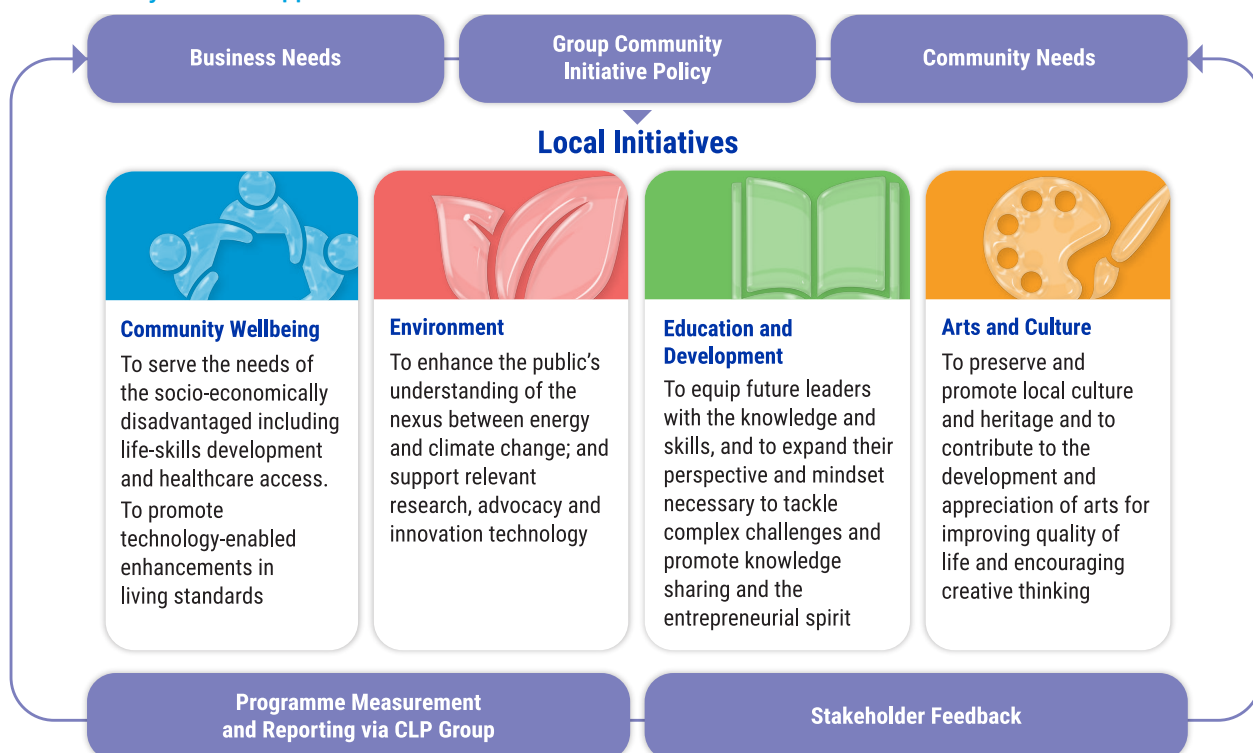 Business Needs
Group Community
Initiative Policy
Community Needs
Local Initiatives
Community Wellbeing
To serve the needs of
the socio-economically
disadvantaged including
life-skills development
and healthcare access.
To promote
technology-enabled
enhancements in
living standards
Environment
To enhance the public’s
understanding of the
nexus between energy
and climate change; and
support relevant
research, advocacy and
innovation technology
Education and
Development
To equip future leaders
with the knowledge and
skills, and to expand their
perspective and mindset
necessary to tackle
complex challenges and
promote knowledge
sharing and the
entrepreneurial spirit
Arts and Culture
To preserve and
promote local culture
and heritage and to
contribute to the
development and
appreciation of arts for
improving quality of
life and encouraging
creative thinking
Programme Measurement
and Reporting via CLP Group
Stakeholder Feedback